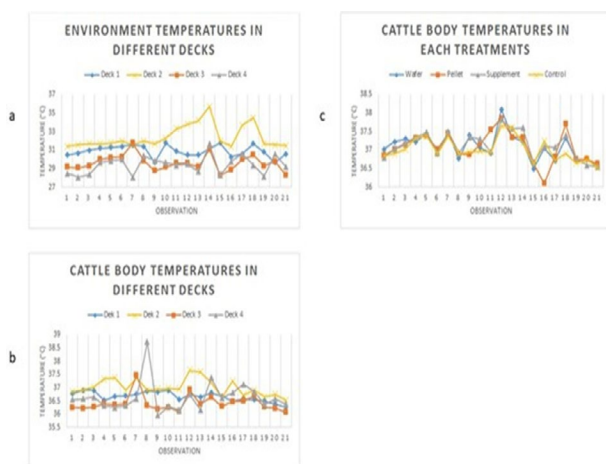 a
ENVIRONMENT TEMPERATURES IN
DIFFERENT DECKS
Deck 1 Deck 2 Deck 3 Deck 4
TEMPERATURE (°C)
37
35
33
31
29
27
1 2 3 4 5 6 7 8 9 10 11 12 13 14 15 16 17 18 19 20 21
OBSERVATION
b
CATTLE BODY TEMPERATURES IN
DIFFERENT DECKS
Dek 1 Dek 2 Deck 3 Deck 4
TEMPERATURE (°C)
39
38.5
38
37.5
37
36.5
36
35.5
1 2 3 4 5 6 7 8 9 10 11 12 13 14 15 16 17 18 19 20 21
OBSERVATION
c
CATTLE BODY TEMPERATURES IN
EACH TREATMENTS
Wafer Pellet Supplement Control
TEMPERATURE (°C)
38.5
38
37.5
37
36.5
36
1 2 3 4 5 6 7 8 9 10 11 12 13 14 15 16 17 18 19 20 21
OBSERVATION